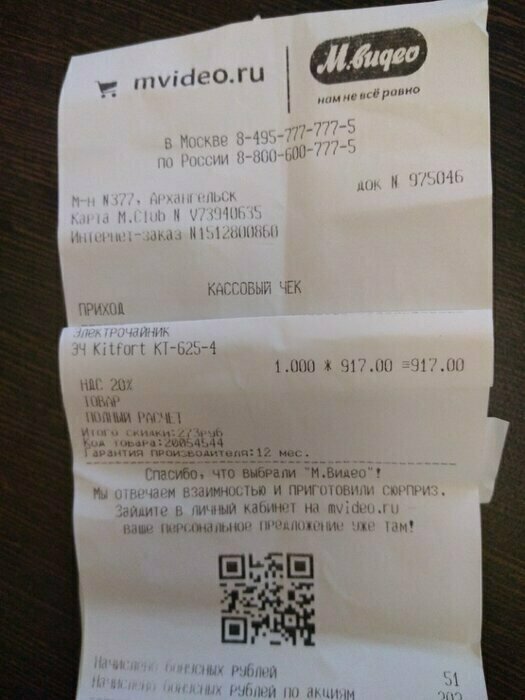 mvideo.ru
М.видео
нам не всё равно
в Москве 8-495-777-777-5
по России 8-800-600-777-5
док N 975046
М-н N377, Архангельск
Карта M.Club N V73940635
Интернет-заказ N1512800860
КАССОВЫЙ ЧЕК
ПРИХОД
Электрочайник
ЭЧ Kitfort КТ-625-4
1.000 * 917.00 =917.00
НДС 20%
ТОВАР
ПОЛНЫЙ РАСЧЕТ
Итого скидки:273руб
Код товара:20054544
Гарантия производителя:12 мес.
Спасибо, что выбрали "М.Видео"!
Мы отвечаем взаимностью и приготовили сюрприз.
Зайдите в личный кабинет на mvideo.ru
ваше персональное предложение уже там!
Начислено бонусных рублей 51
Начислено бонусных рублей по акциям